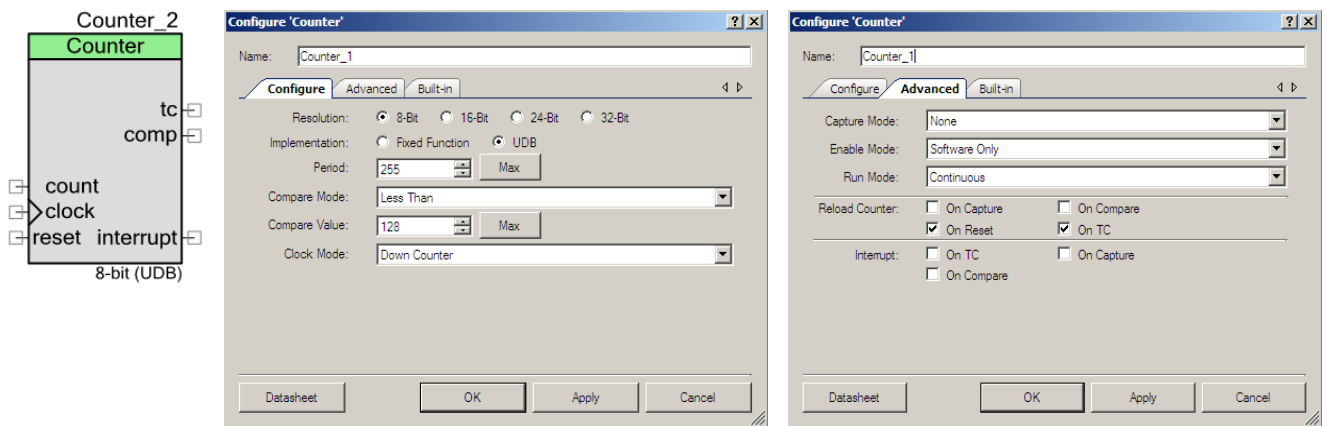 Counter_2
Counter
tc
comp
count
clock
reset interrupt
8-bit (UDB)
Configure 'Counter'
Name: Counter_1
Configure Advanced Built-in
Resolution: 8-Bit 16-Bit 24-Bit 32-Bit
Implementation: Fixed Function UDB
Period: 255 Max
Compare Mode: Less Than
Compare Value: 128 Max
Clock Mode: Down Counter
Datasheet OK Apply Cancel
Configure 'Counter'
Name: Counter_1
Configure Advanced Built-in
Capture Mode: None
Enable Mode: Software Only
Run Mode: Continuous
Reload Counter: On Capture On Compare
On Reset On TC
Interrupt: On TC On Capture
On Compare
Datasheet OK Apply Cancel